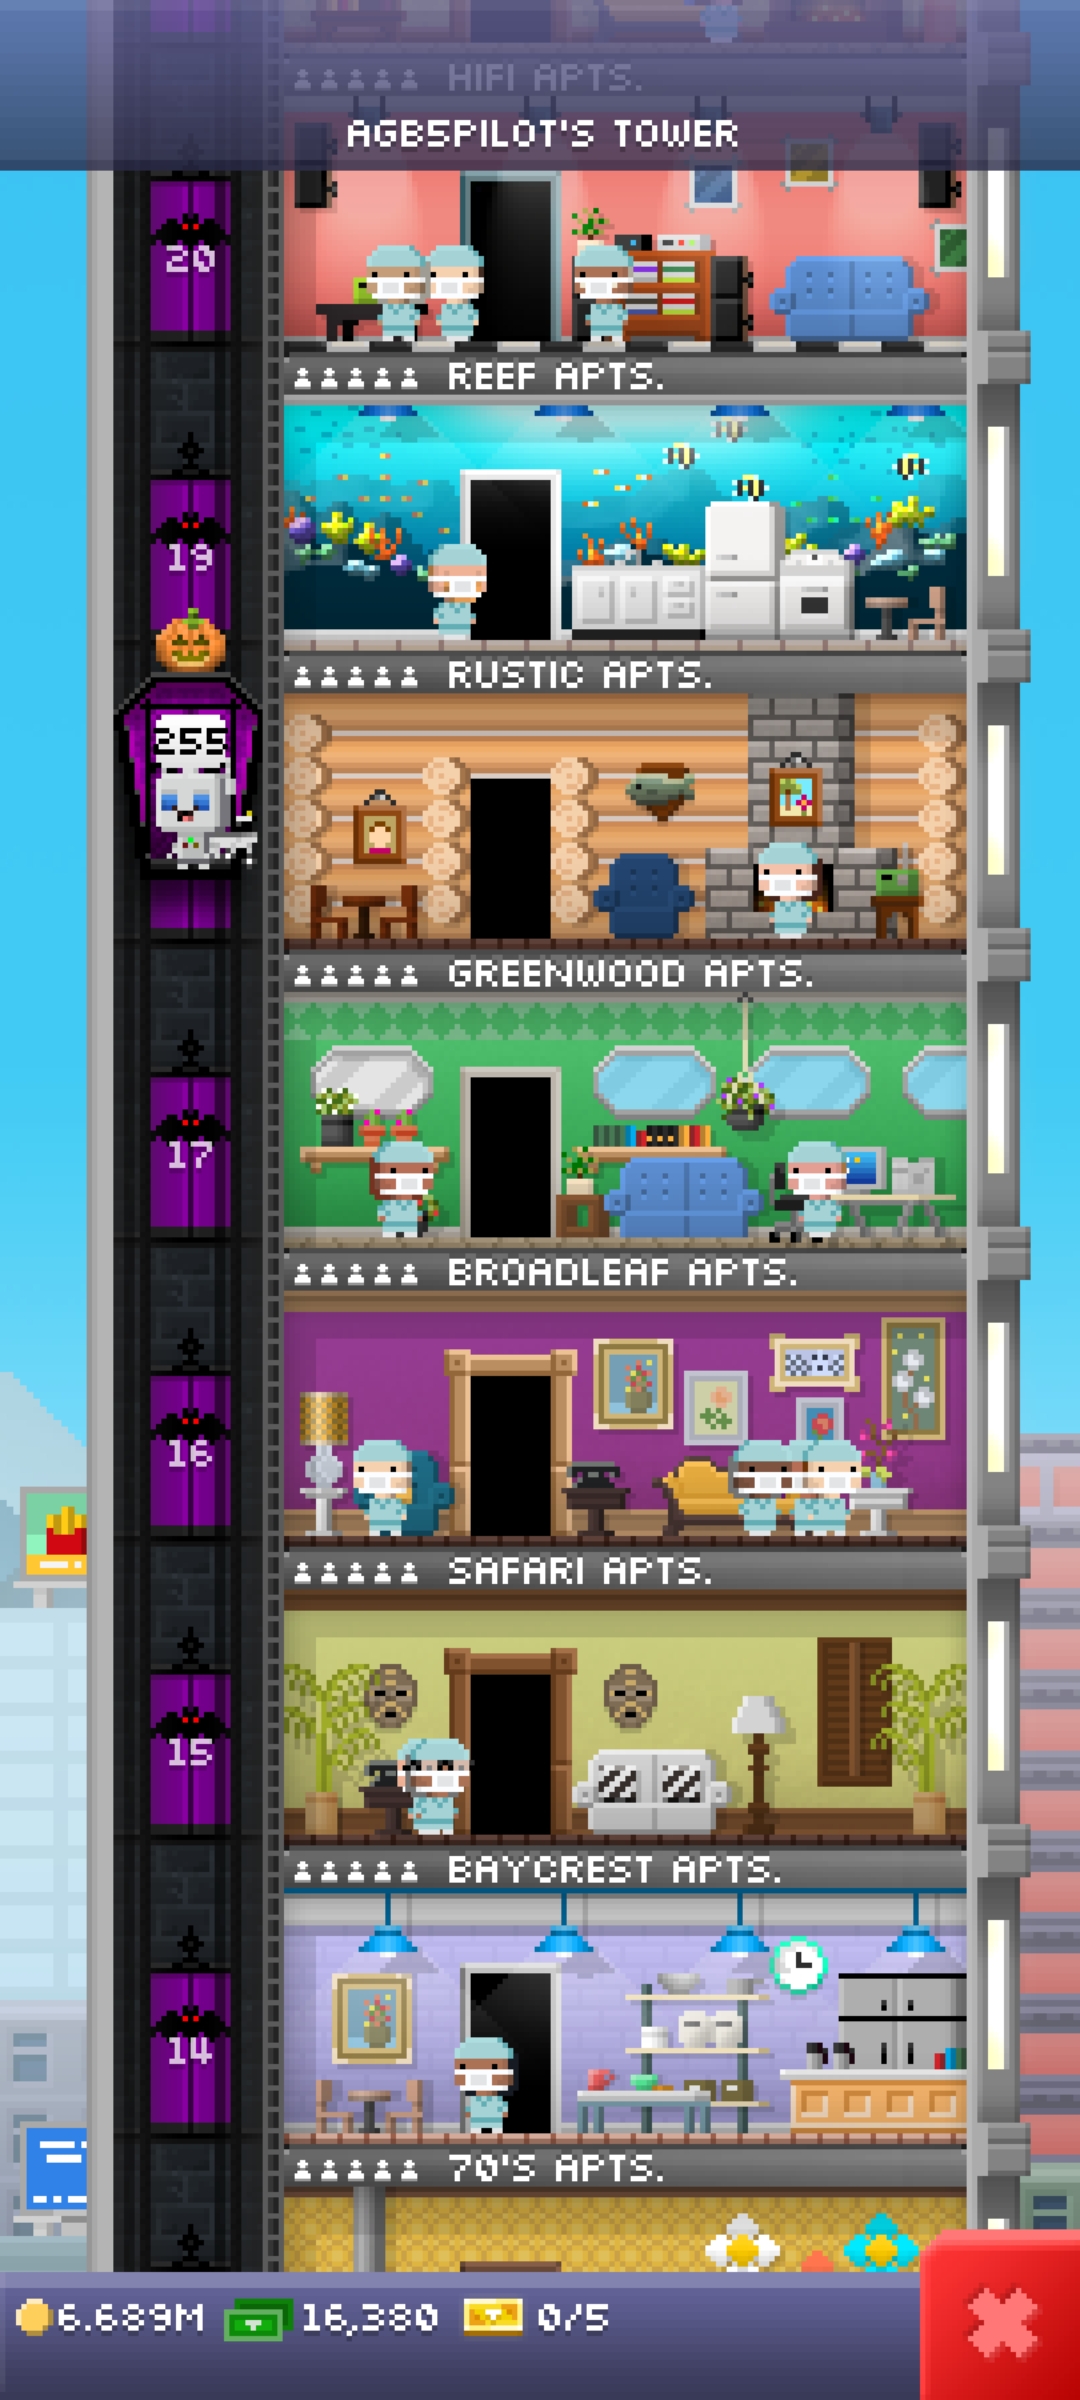 HIFI APTS.
AGB5PILOT'S TOWER
20
REEF APTS.
19
RUSTIC APTS.
255
GREENWOOD APTS.
17
BROADLEAF APTS.
16
SAFARI APTS.
15
BAYCREST APTS.
14
70'S APTS.
6.689M 16,380 0/5